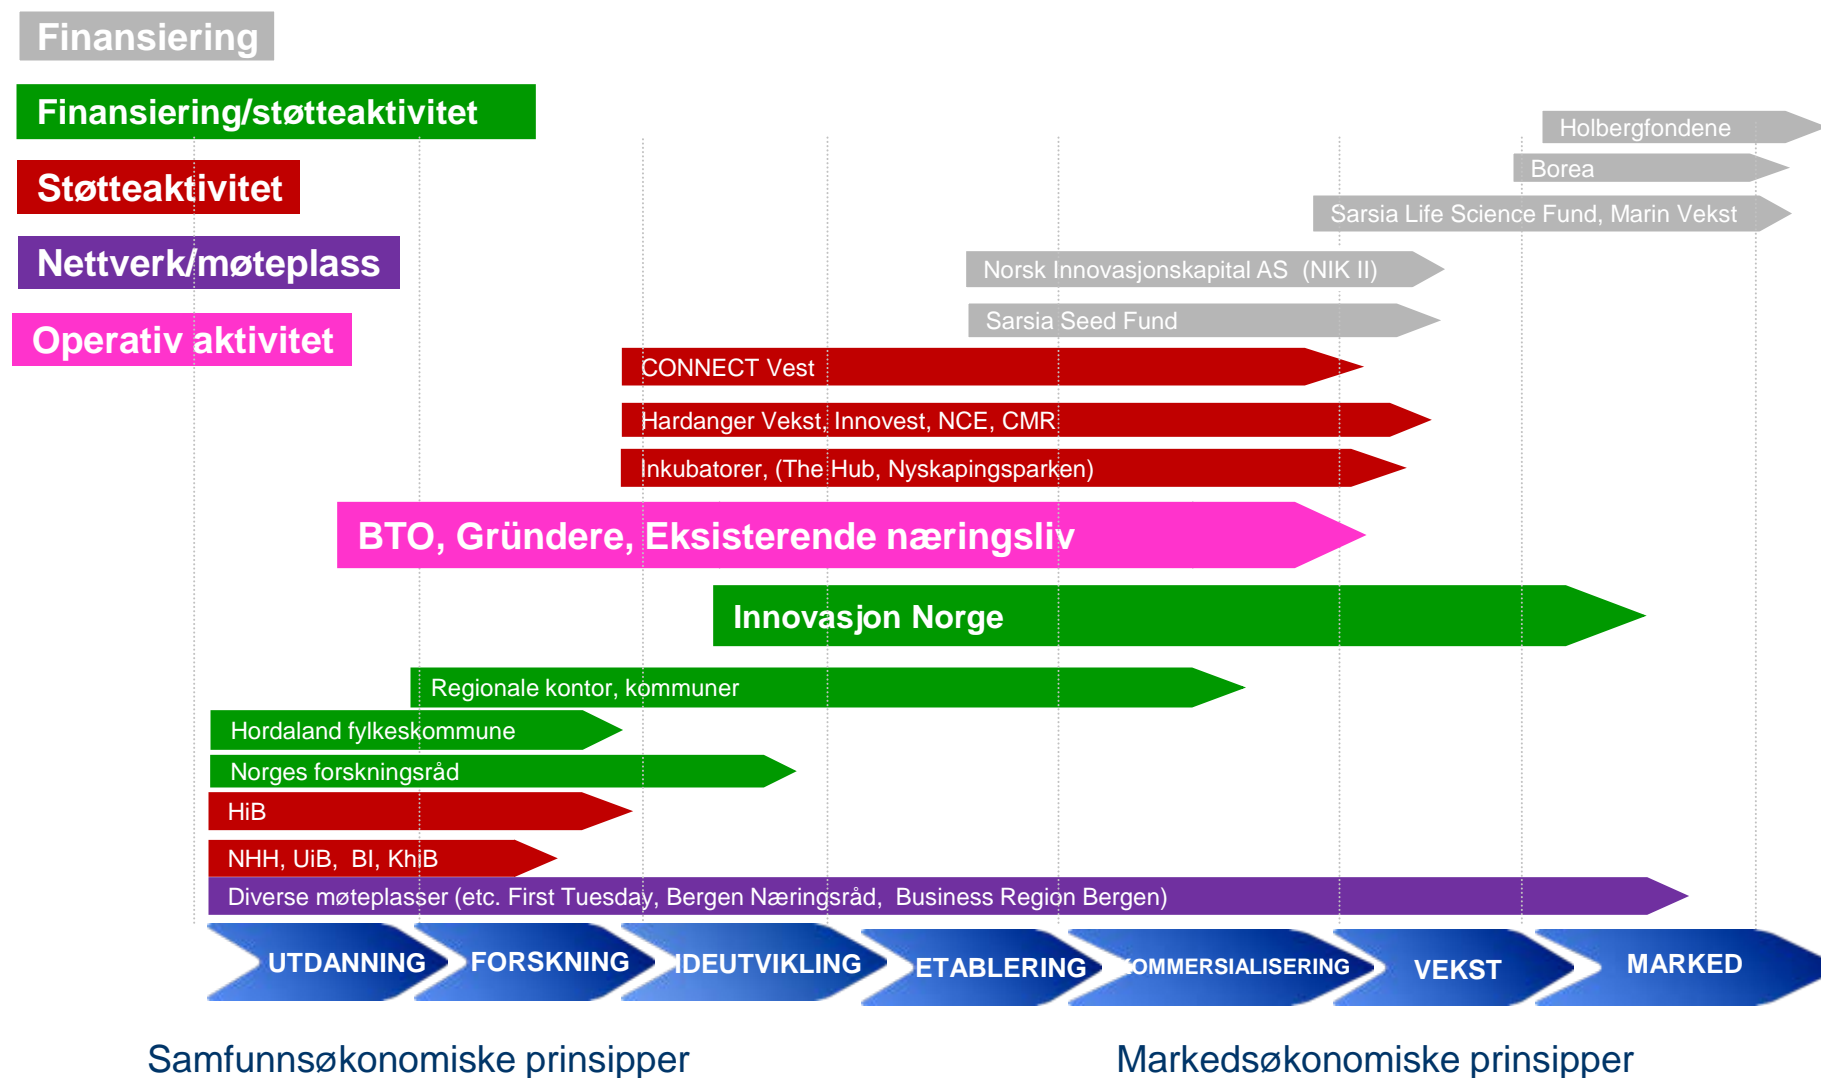 Finansiering
Finansiering/støtteaktivitet
Støtteaktivitet
Nettverk/møteplass
Operativ aktivitet
Holbergfondene
Borea
Sarsia Life Science Fund, Marin Vekst
Norsk Innovasjonskapital AS (NIK II)
Sarsia Seed Fund
CONNECT Vest
Hardanger Vekst, Innovest, NCE, CMR
Inkubatorer, (The Hub, Nyskapingsparken)
BTO, Gründere, Eksisterende næringsliv
Innovasjon Norge
Regionale kontor, kommuner
Hordaland fylkeskommune
Norges forskningsråd
HiB
NHH, UiB, BI, KhiB
Diverse møteplasser (etc. First Tuesday, Bergen Næringsråd, Business Region Bergen)
UTDANNING FORSKNING IDEUTVIKLING ETABLERING KOMMERSIALISERING VEKST MARKED
Samfunnsøkonomiske prinsipper Markedsøkonomiske prinsipper